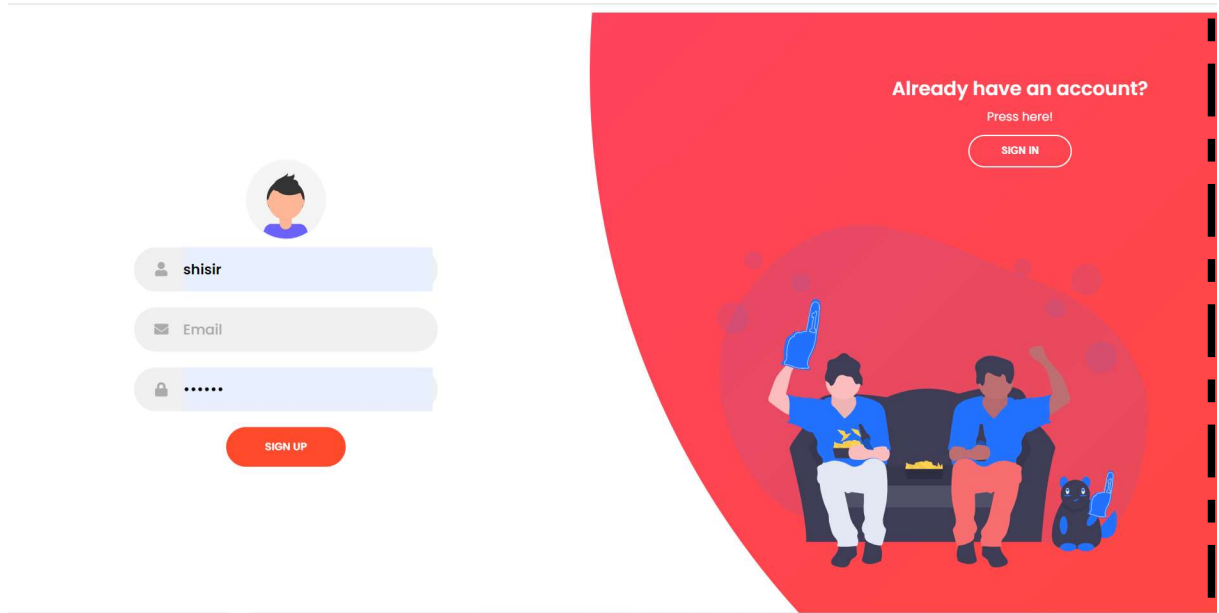 shisir
Email
••••••
SIGN UP
Already have an account?
Press here!
SIGN IN